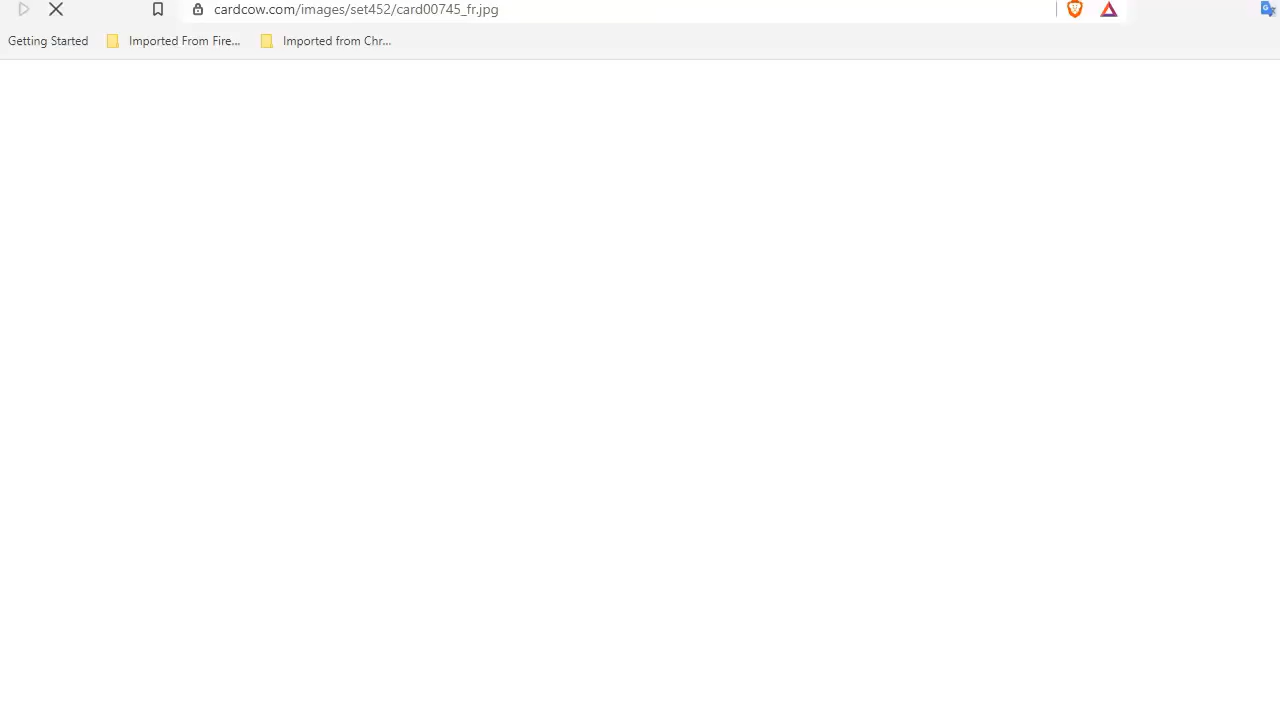 cardcow.com/images/set452/card00745_fr.jpg
Getting Started Imported From Fire... Imported from Chr...